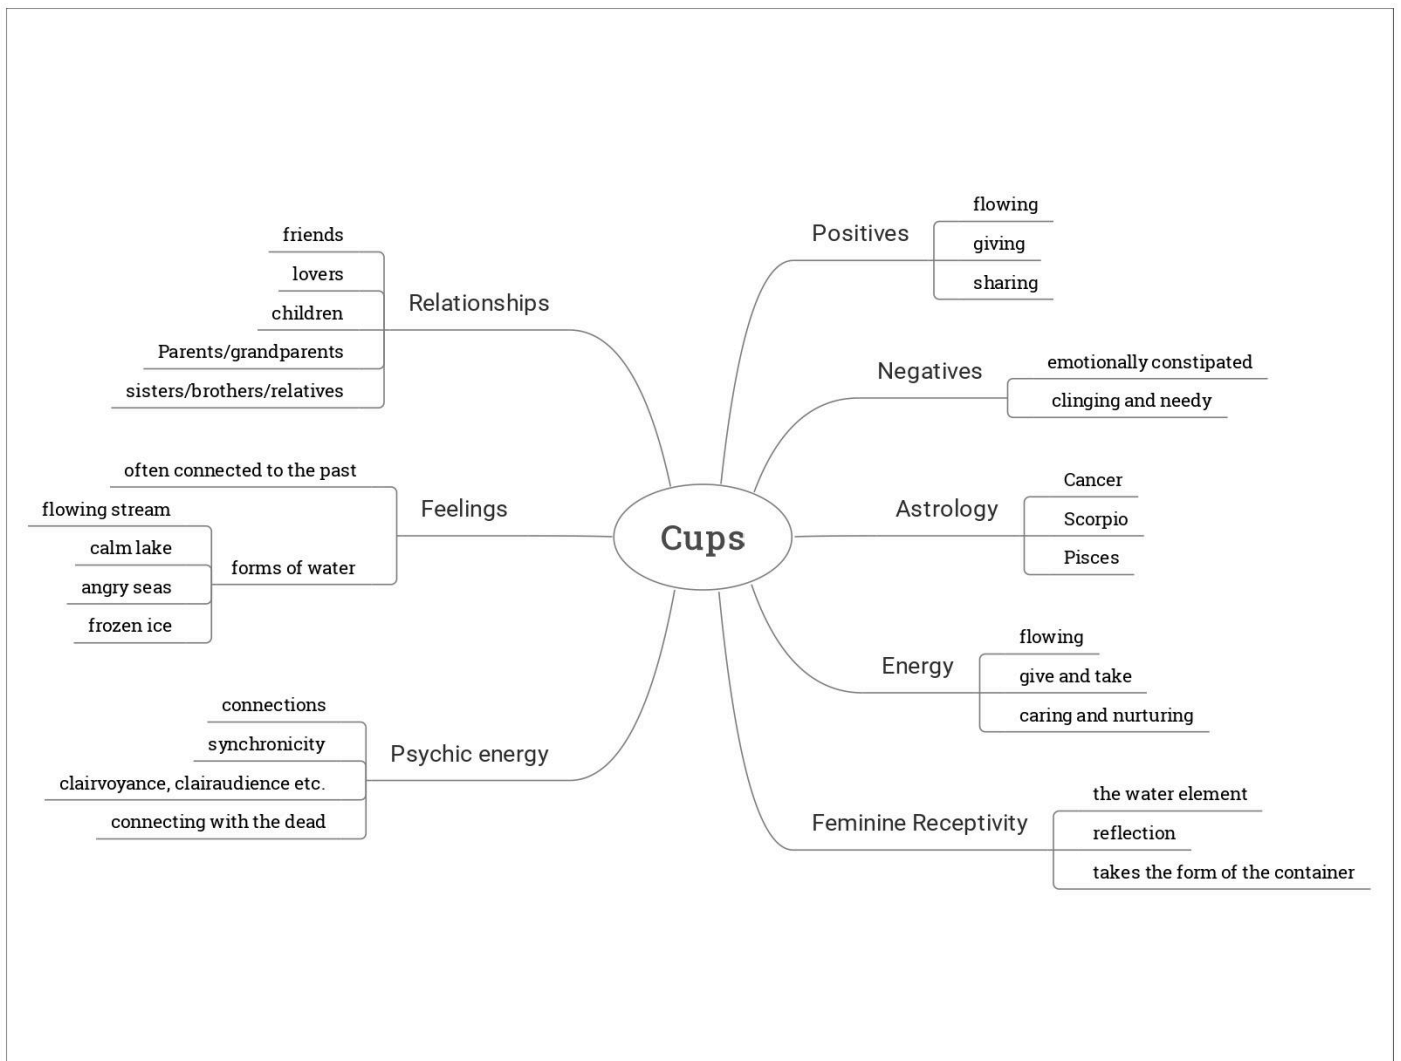 Cups
Relationships
friends
lovers
children
Parents/grandparents
sisters/brothers/relatives
Feelings
often connected to the past
forms of water
flowing stream
calm lake
angry seas
frozen ice
Psychic energy
connections
synchronicity
clairvoyance, clairaudience etc.
connecting with the dead
Positives
flowing
giving
sharing
Negatives
emotionally constipated
clinging and needy
Astrology
Cancer
Scorpio
Pisces
Energy
flowing
give and take
caring and nurturing
Feminine Receptivity
the water element
reflection
takes the form of the container